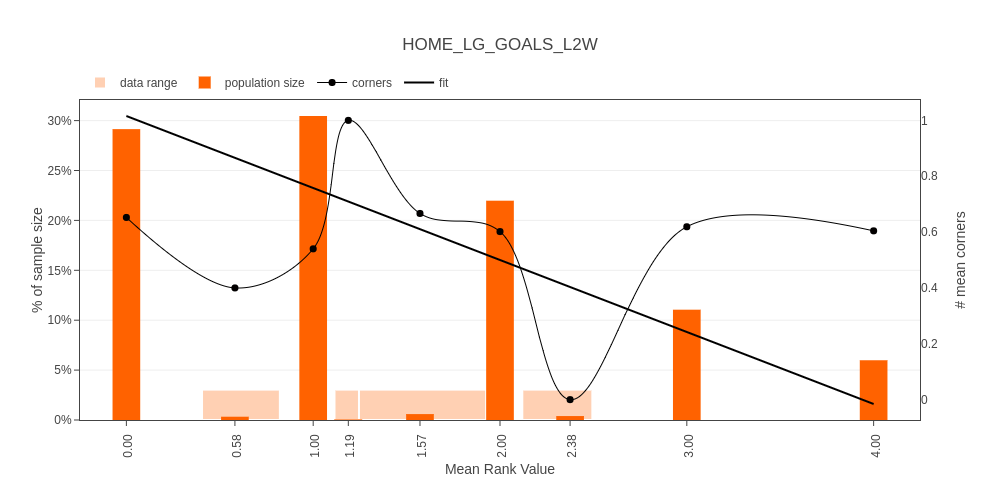 HOME_LG_GOALS_L2W
data range population size corners fit
30%
25%
20%
15%
10%
5%
0%
% of sample size
1
0.8
0.6
0.4
0.2
0
# mean corners
0.00 0.58 1.00 1.19 1.57 2.00 2.38 3.00 4.00
Mean Rank Value